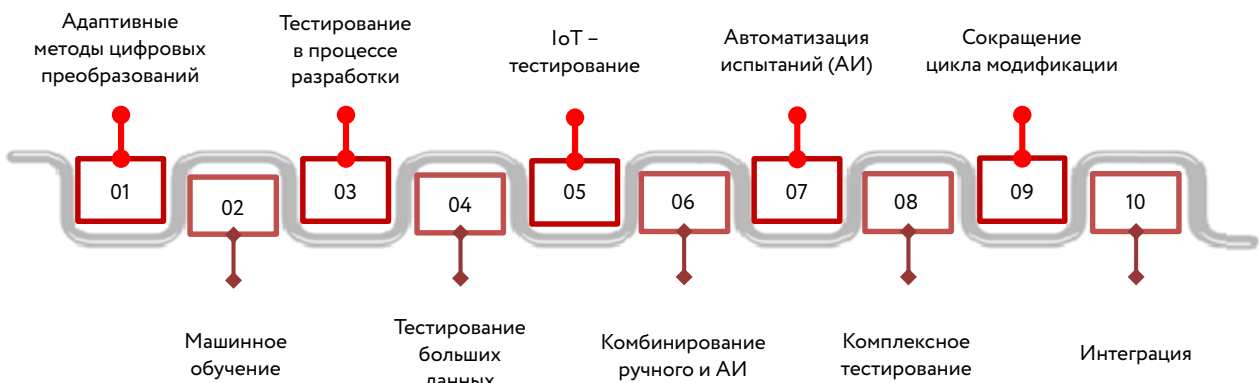 Адаптивные
методы цифровых
преобразований
Тестирование
в процессе
разработки
IoT –
тестирование
Автоматизация
испытаний (АИ)
Сокращение
цикла модификации
01
02
03
04
05
06
07
08
09
10
Машинное
обучение
Тестирование
больших
данных
Комбинирование
ручного и АИ
Комплексное
тестирование
Интеграция